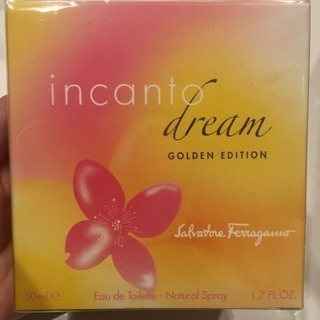 incanto
dream
GOLDEN EDITION
Salvatore Ferragamo
50 ml e Eau de Toilette - Natural Spray 1.7 FL OZ.